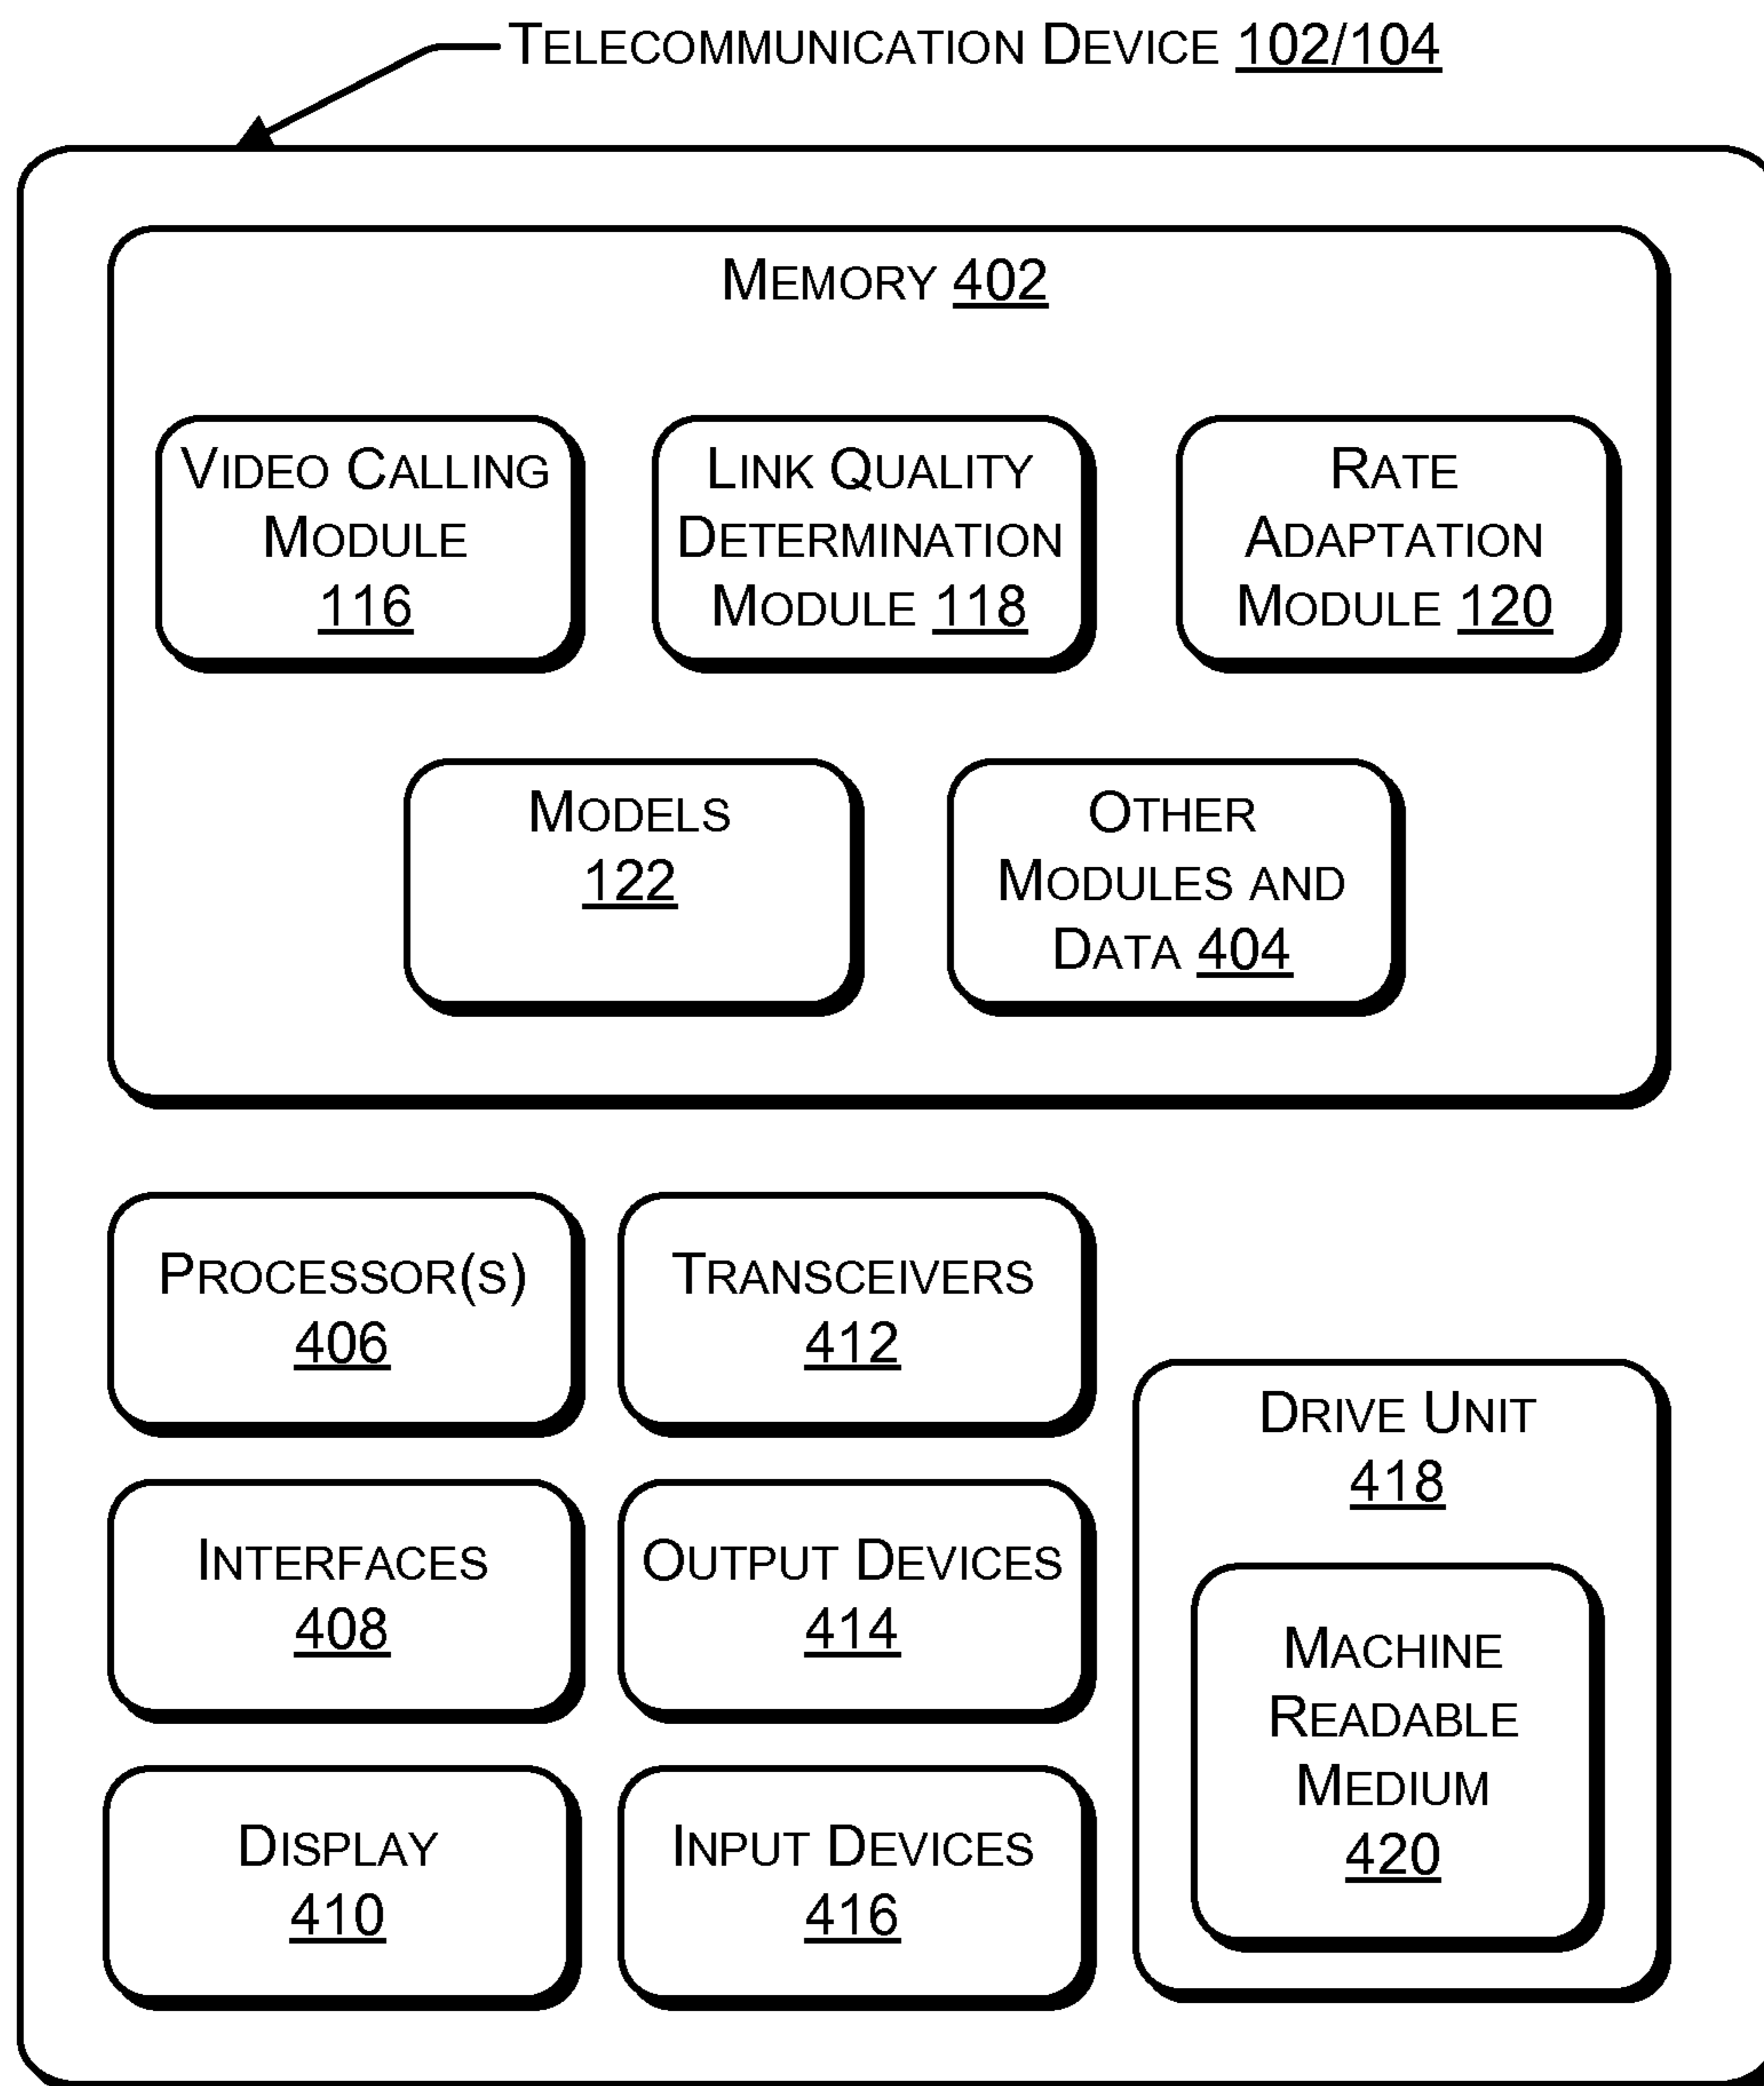 TELECOMMUNICATION DEVICE 102/104
MEMORY 402
VIDEO CALLING
MODULE
116
LINK QUALITY
DETERMINATION
MODULE 118
RATE
ADAPTATION
MODULE 120
MODELS
122
OTHER
MODULES AND
DATA 404
PROCESSOR(S)
406
TRANSCEIVERS
412
INTERFACES
408
OUTPUT DEVICES
414
DISPLAY
410
INPUT DEVICES
416
DRIVE UNIT
418
MACHINE
READABLE
MEDIUM
420